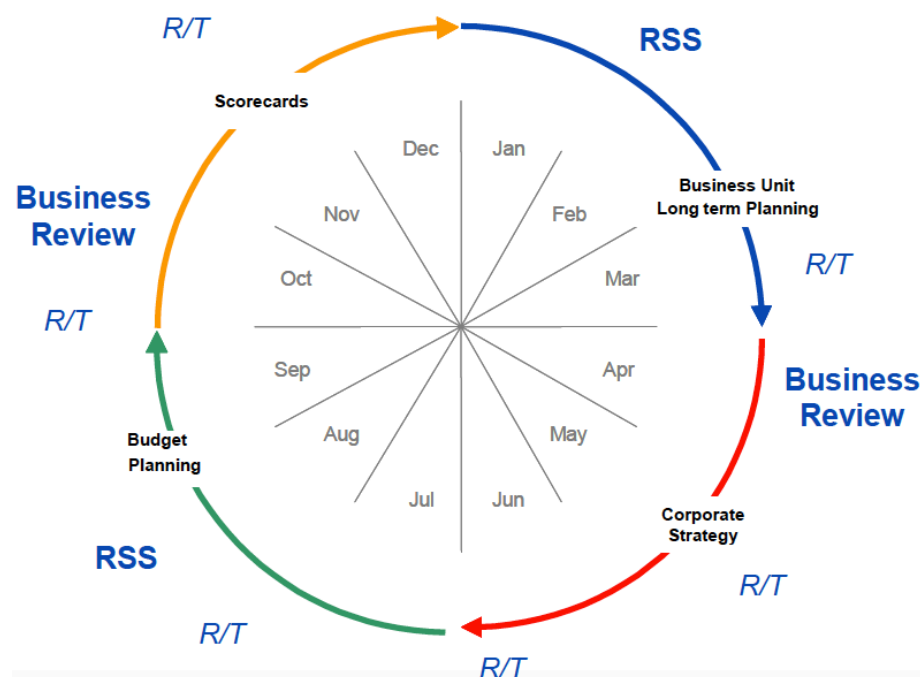 R/T
RSS
Scorecards
Dec
Jan
Business Unit
Long term Planning
Business
Review
Nov
Feb
R/T
Oct
Mar
R/T
Sep
Apr
Business
Review
Aug
May
Budget
Planning
Jul
Jun
Corporate
Strategy
RSS
R/T
R/T
R/T